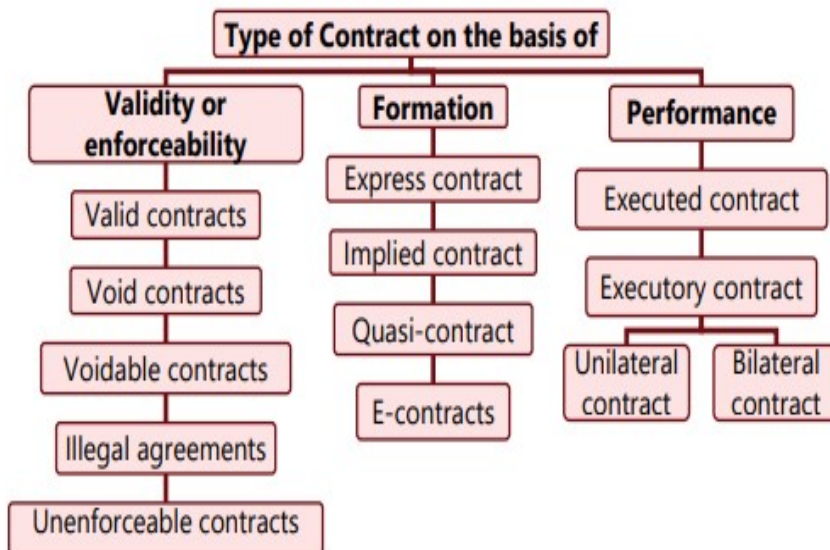 Type of Contract on the basis of
Validity or
enforceability
Valid contracts
Void contracts
Voidable contracts
Illegal agreements
Unenforceable contracts
Formation
Express contract
Implied contract
Quasi-contract
E-contracts
Performance
Executed contract
Executory contract
Unilateral
contract
Bilateral
contract